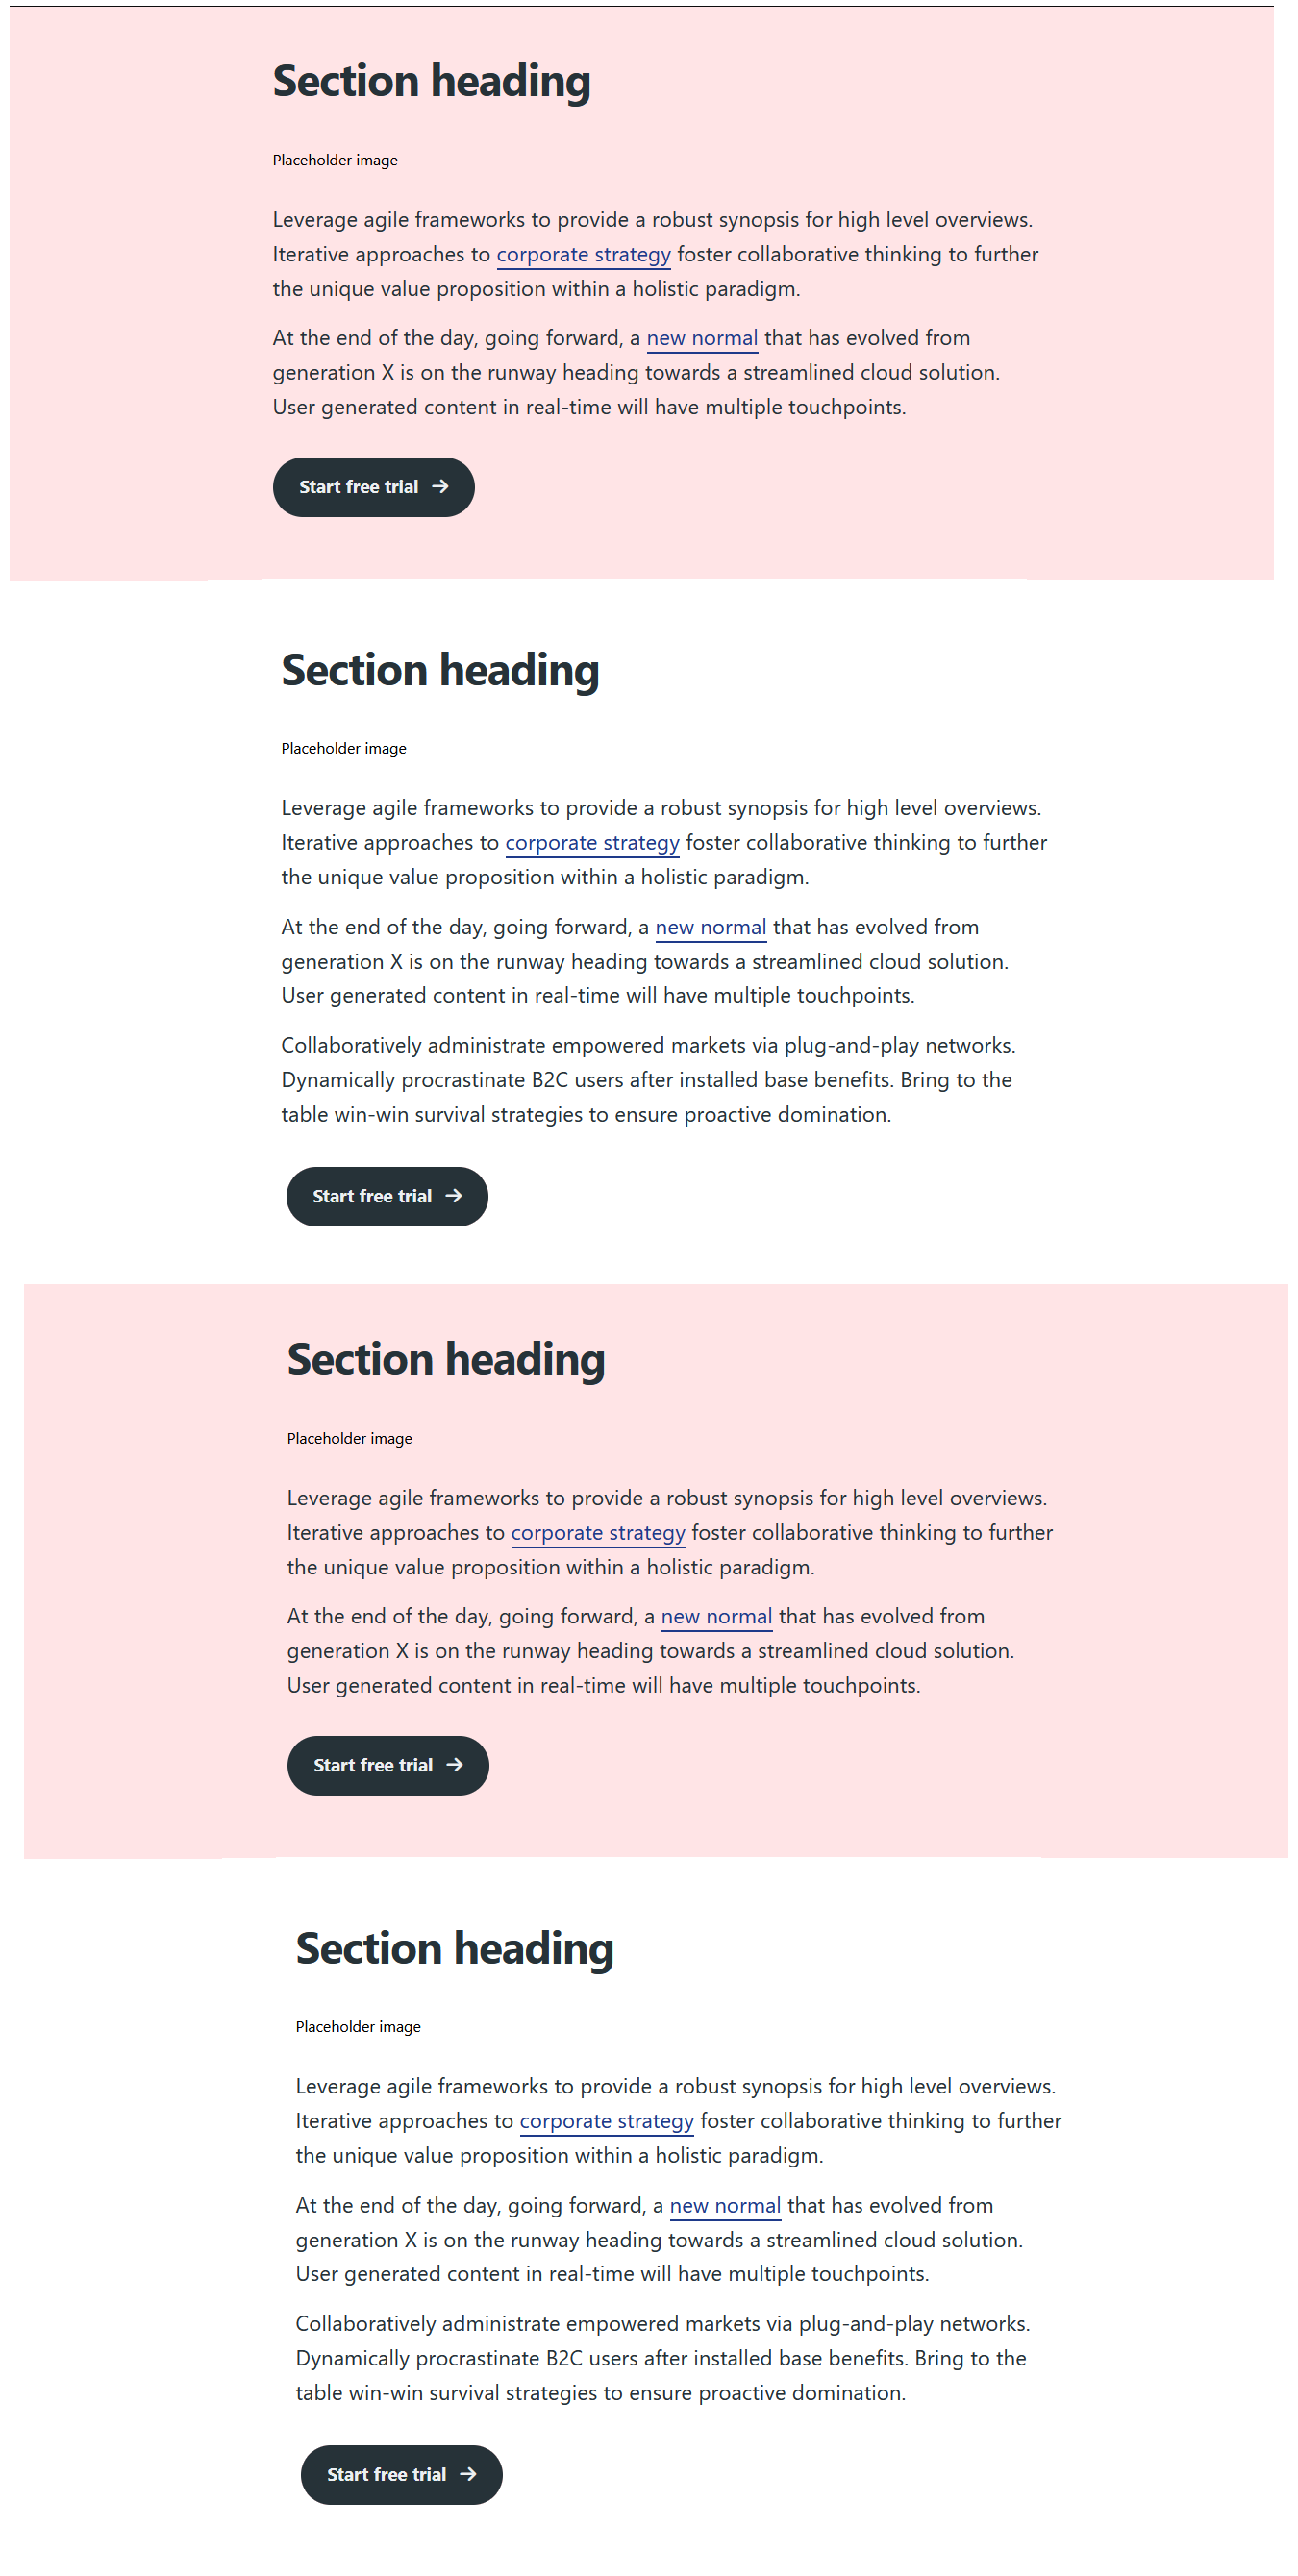 Section heading
Placeholder image
Leverage agile frameworks to provide a robust synopsis for high level overviews.
Iterative approaches to corporate strategy foster collaborative thinking to further
the unique value proposition within a holistic paradigm.
At the end of the day, going forward, a new normal that has evolved from
generation X is on the runway heading towards a streamlined cloud solution.
User generated content in real-time will have multiple touchpoints.
Start free trial →
Section heading
Placeholder image
Leverage agile frameworks to provide a robust synopsis for high level overviews.
Iterative approaches to corporate strategy foster collaborative thinking to further
the unique value proposition within a holistic paradigm.
At the end of the day, going forward, a new normal that has evolved from
generation X is on the runway heading towards a streamlined cloud solution.
User generated content in real-time will have multiple touchpoints.
Collaboratively administrate empowered markets via plug-and-play networks.
Dynamically procrastinate B2C users after installed base benefits. Bring to the
table win-win survival strategies to ensure proactive domination.
Start free trial →
Section heading
Placeholder image
Leverage agile frameworks to provide a robust synopsis for high level overviews.
Iterative approaches to corporate strategy foster collaborative thinking to further
the unique value proposition within a holistic paradigm.
At the end of the day, going forward, a new normal that has evolved from
generation X is on the runway heading towards a streamlined cloud solution.
User generated content in real-time will have multiple touchpoints.
Start free trial →
Section heading
Placeholder image
Leverage agile frameworks to provide a robust synopsis for high level overviews.
Iterative approaches to corporate strategy foster collaborative thinking to further
the unique value proposition within a holistic paradigm.
At the end of the day, going forward, a new normal that has evolved from
generation X is on the runway heading towards a streamlined cloud solution.
User generated content in real-time will have multiple touchpoints.
Collaboratively administrate empowered markets via plug-and-play networks.
Dynamically procrastinate B2C users after installed base benefits. Bring to the
table win-win survival strategies to ensure proactive domination.
Start free trial →